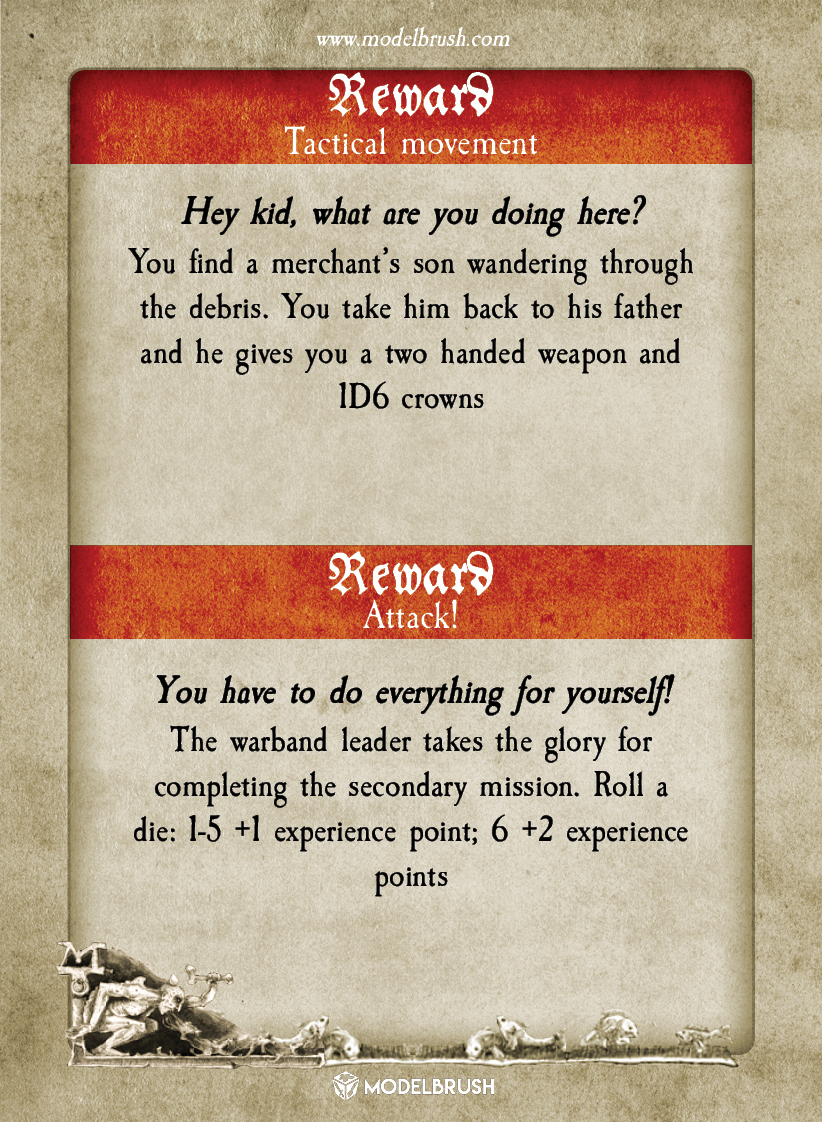 www.modelbrush.com
Reward
Tactical movement
Hey kid, what are you doing here?
You find a merchant's son wandering through
the debris. You take him back to his father
and he gives you a two handed weapon and
1D6 crowns
Reward
Attack!
You have to do everything for yourself!
The warband leader takes the glory for
completing the secondary mission. Roll a
die: 1-5 +1 experience point; 6 +2 experience
points
MODELBRUSH